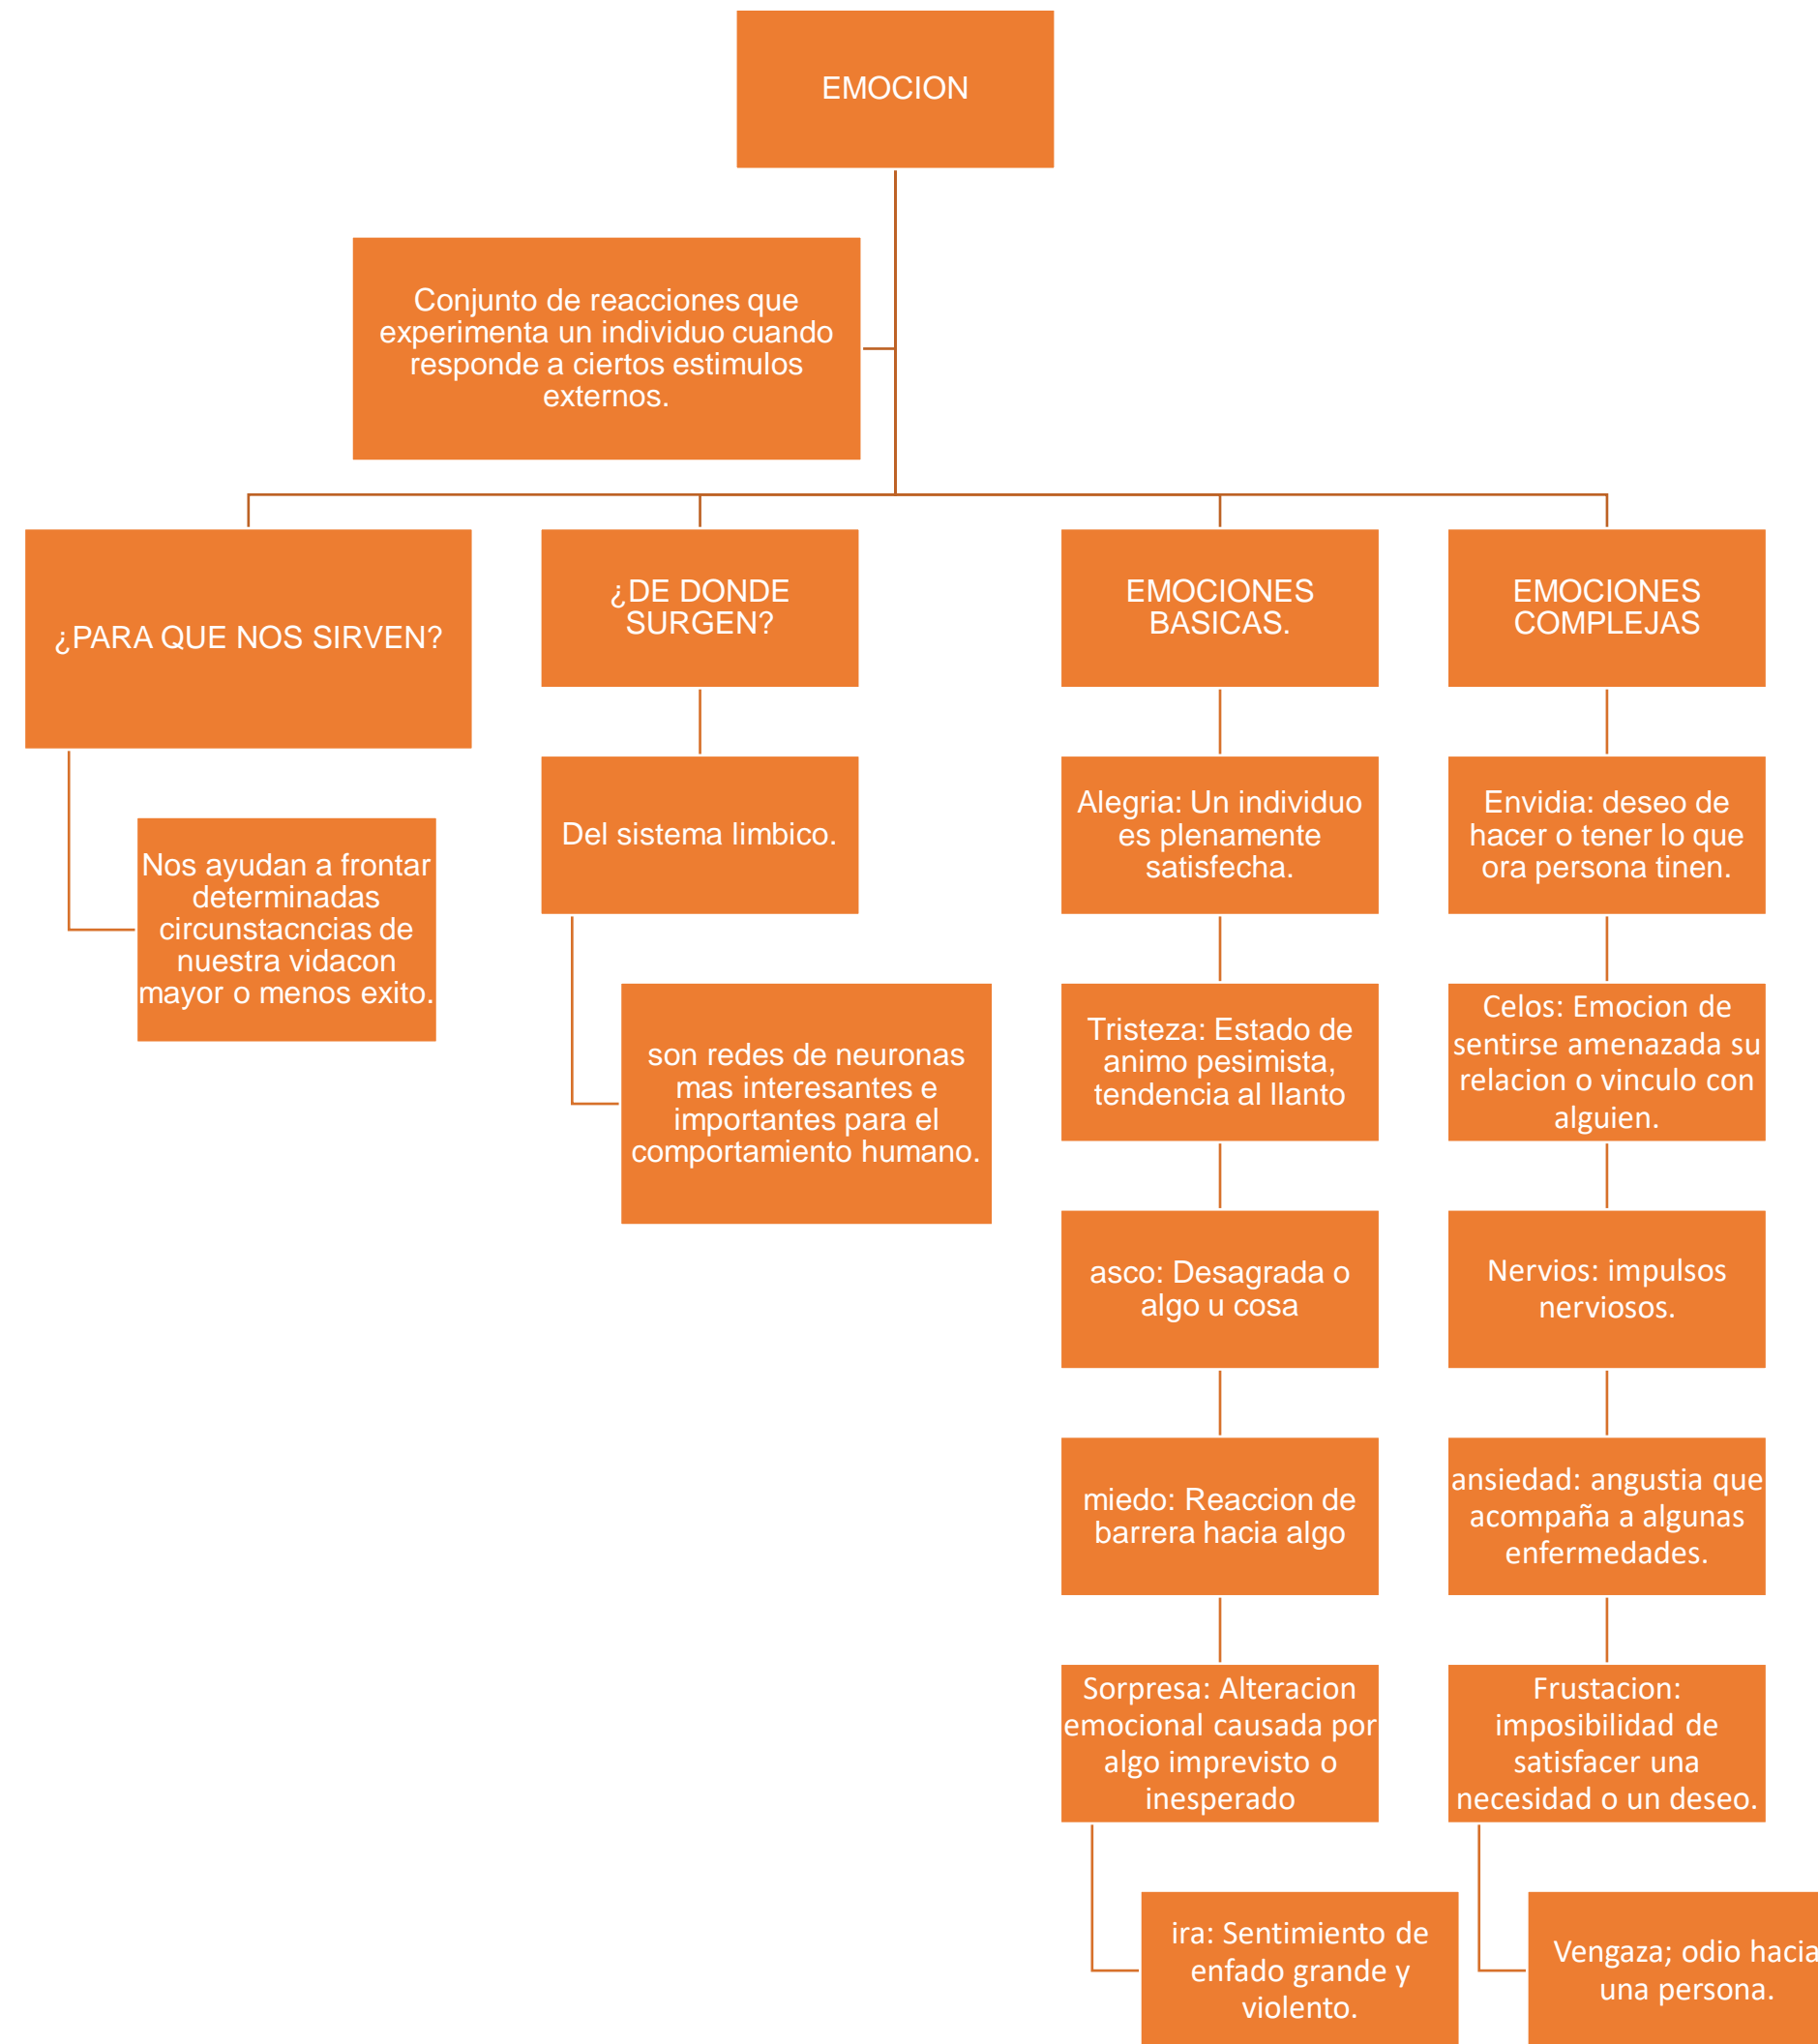 EMOCION
Conjunto de reacciones que
experimenta un individuo cuando
responde a ciertos estimulos
externos.
¿PARA QUE NOS SIRVEN?
Nos ayudan a frontar
determinadas
circunstacncias de
nuestra vidacon
mayor o menos exito.
¿DE DONDE
SURGEN?
Del sistema limbico.
son redes de neuronas
mas interesantes e
importantes para el
comportamiento humano.
EMOCIONES
BASICAS.
Alegria: Un individuo
es plenamente
satisfecha.
Tristeza: Estado de
animo pesimista,
tendencia al llanto
asco: Desagrada o
algo u cosa
miedo: Reaccion de
barrera hacia algo
Sorpresa: Alteracion
emocional causada por
algo imprevisto o
inesperado
ira: Sentimiento de
enfado grande y
violento.
EMOCIONES
COMPLEJAS
Envidia: deseo de
hacer o tener lo que
ora persona tinen.
Celos: Emocion de
sentirse amenazada su
relacion o vinculo con
alguien.
Nervios: impulsos
nerviosos.
ansiedad: angustia que
acompaña a algunas
enfermedades.
Frustacion:
imposibilidad de
satisfacer una
necesidad o un deseo.
Vengaza; odio hacia
una persona.